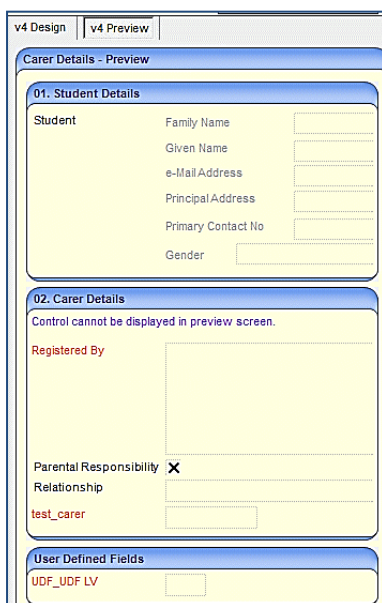 v4 Design v4 Preview
Carer Details - Preview
01. Student Details
Student Family Name
Given Name
e-Mail Address
Principal Address
Primary Contact No
Gender
02. Carer Details
Control cannot be displayed in preview screen.
Registered By
Parental Responsibility
Relationship
test_carer
User Defined Fields
UDF_UDF LV